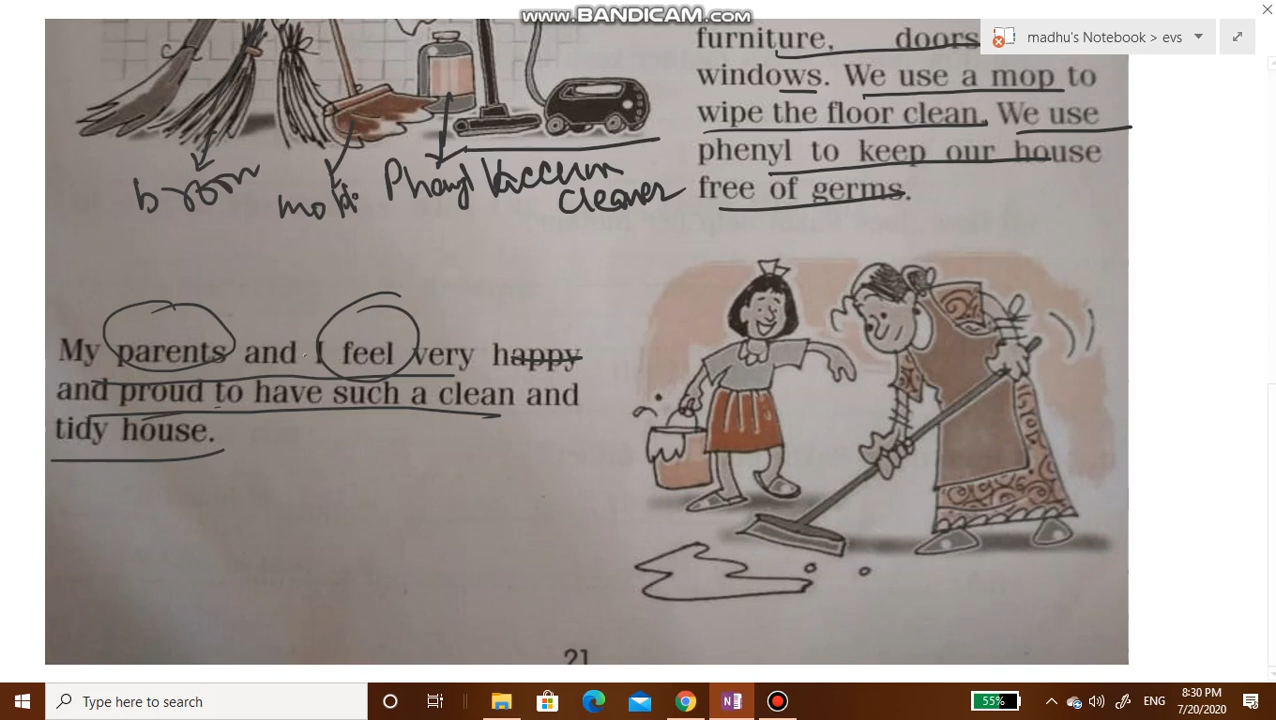 www.BANDICAM.com
madhu's Notebook > evs
furniture, doors
windows. We use a mop to
wipe the floor clean. We use
phenyl to keep our house
free of germs.
broom
Vaccum
cleaner
My parents and I feel very happy
and proud to have such a clean and
tidy house.
21
Type here to search
55%
ENG
8:30 PM
7/20/2020